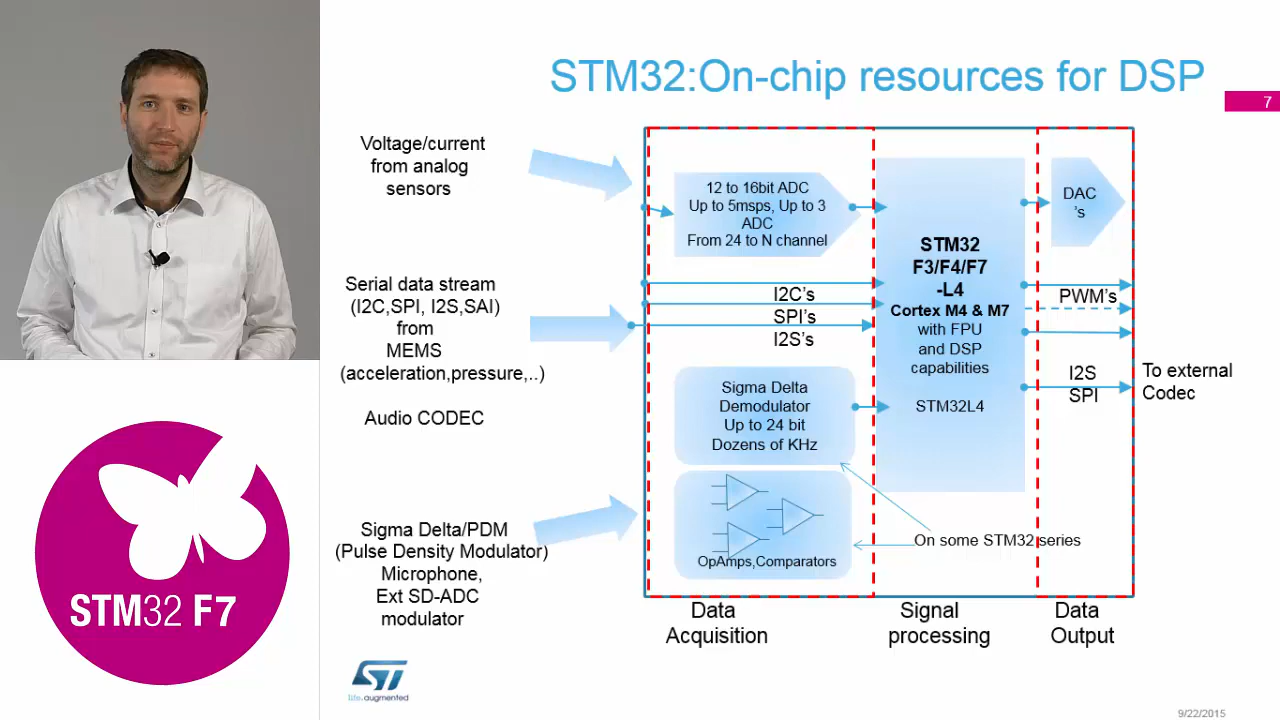 STM32:On-chip resources for DSP
7
Voltage/current
from analog
sensors
12 to 16bit ADC
Up to 5msps, Up to 3
ADC
From 24 to N channel
DAC
's
Serial data stream
(I2C,SPI, I2S,SAI)
from
MEMS
(acceleration,pressure,..)
Audio CODEC
I2C's
SPI's
I2S's
STM32
F3/F4/F7
-L4
Cortex M4 & M7
with FPU
and DSP
capabilities
STM32L4
PWM's
I2S
SPI
To external
Codec
Sigma Delta
Demodulator
Up to 24 bit
Dozens of KHz
OpAmps,Comparators
On some STM32 series
Sigma Delta/PDM
(Pulse Density Modulator)
Microphone,
Ext SD-ADC
modulator
Data
Acquisition
Signal
processing
Data
Output
STM32 F7
ST
life.augmented
9/22/2015